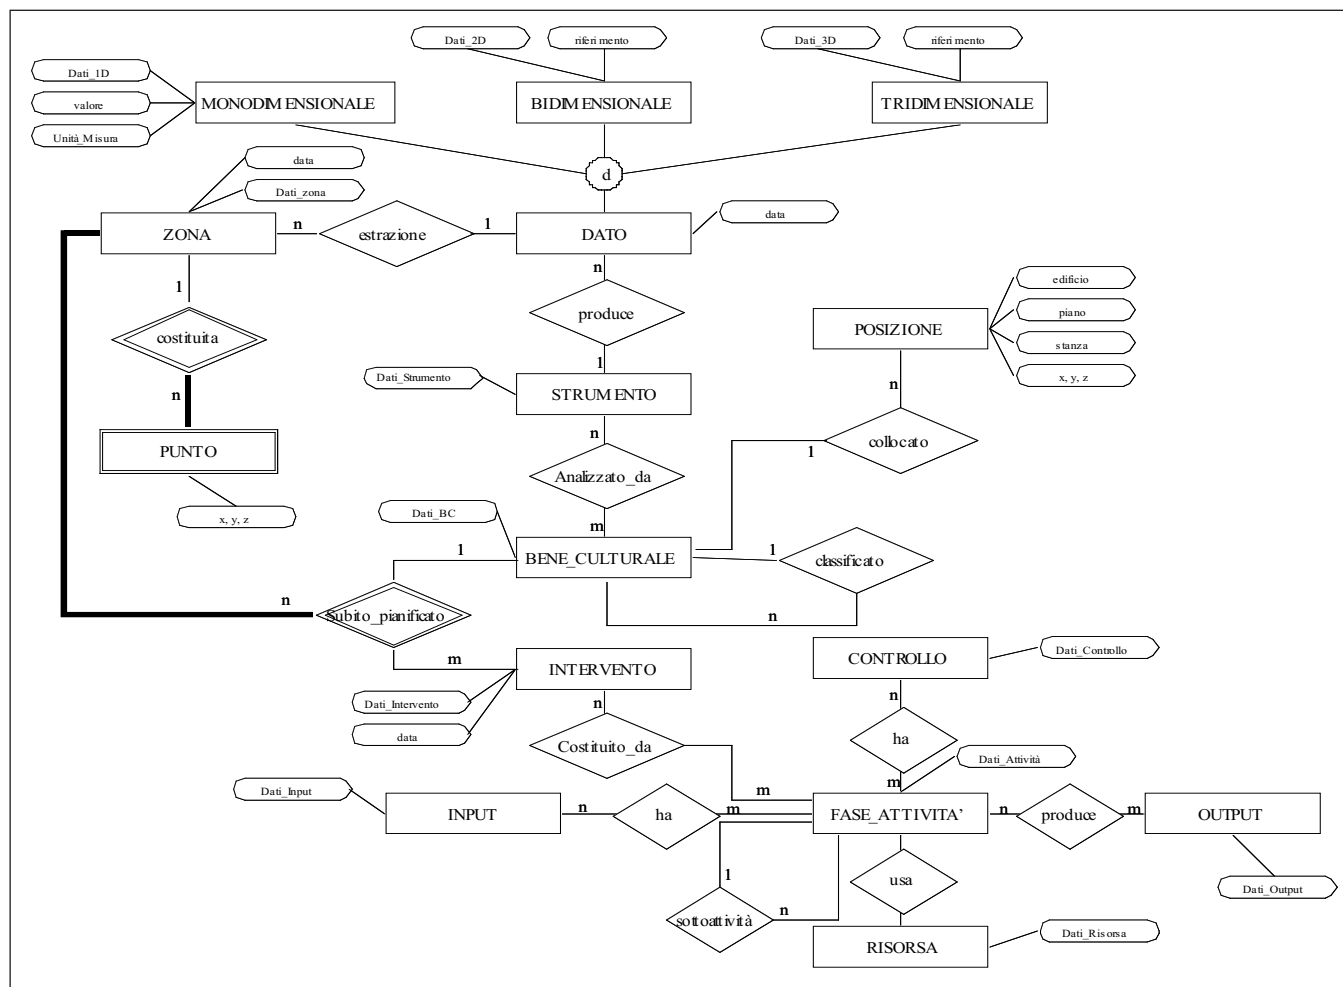 Dati_2D
riferimento
Dati_3D
riferimento
Dati_1D
valore
Unità_Misura
MONODIMENSIONALE
BIDIMENSIONALE
TRIDIMENSIONALE
data
Dati_zona
d
data
ZONA
n
estrazione
1
DATO
n
1
costituita
n
PUNTO
x, y, z
produce
1
Dati_Strumento
STRUMENTO
n
Analizzato_da
m
POSIZIONE
edificio
piano
stanza
x, y, z
n
collocato
1
Dati_BC
BENE_CULTURALE
1
classificato
n
1
n
Subito_pianificato
m
INTERVENTO
Dati_Intervento
data
n
Costituito_da
m
CONTROLLO
Dati_Controllo
n
ha
m
Dati_Attività
Dati_Input
INPUT
n
ha
m
FASE_ATTIVITA'
n
produce
m
OUTPUT
Dati_Output
1
sottoattività
n
usa
RISORSA
Dati_Risorsa